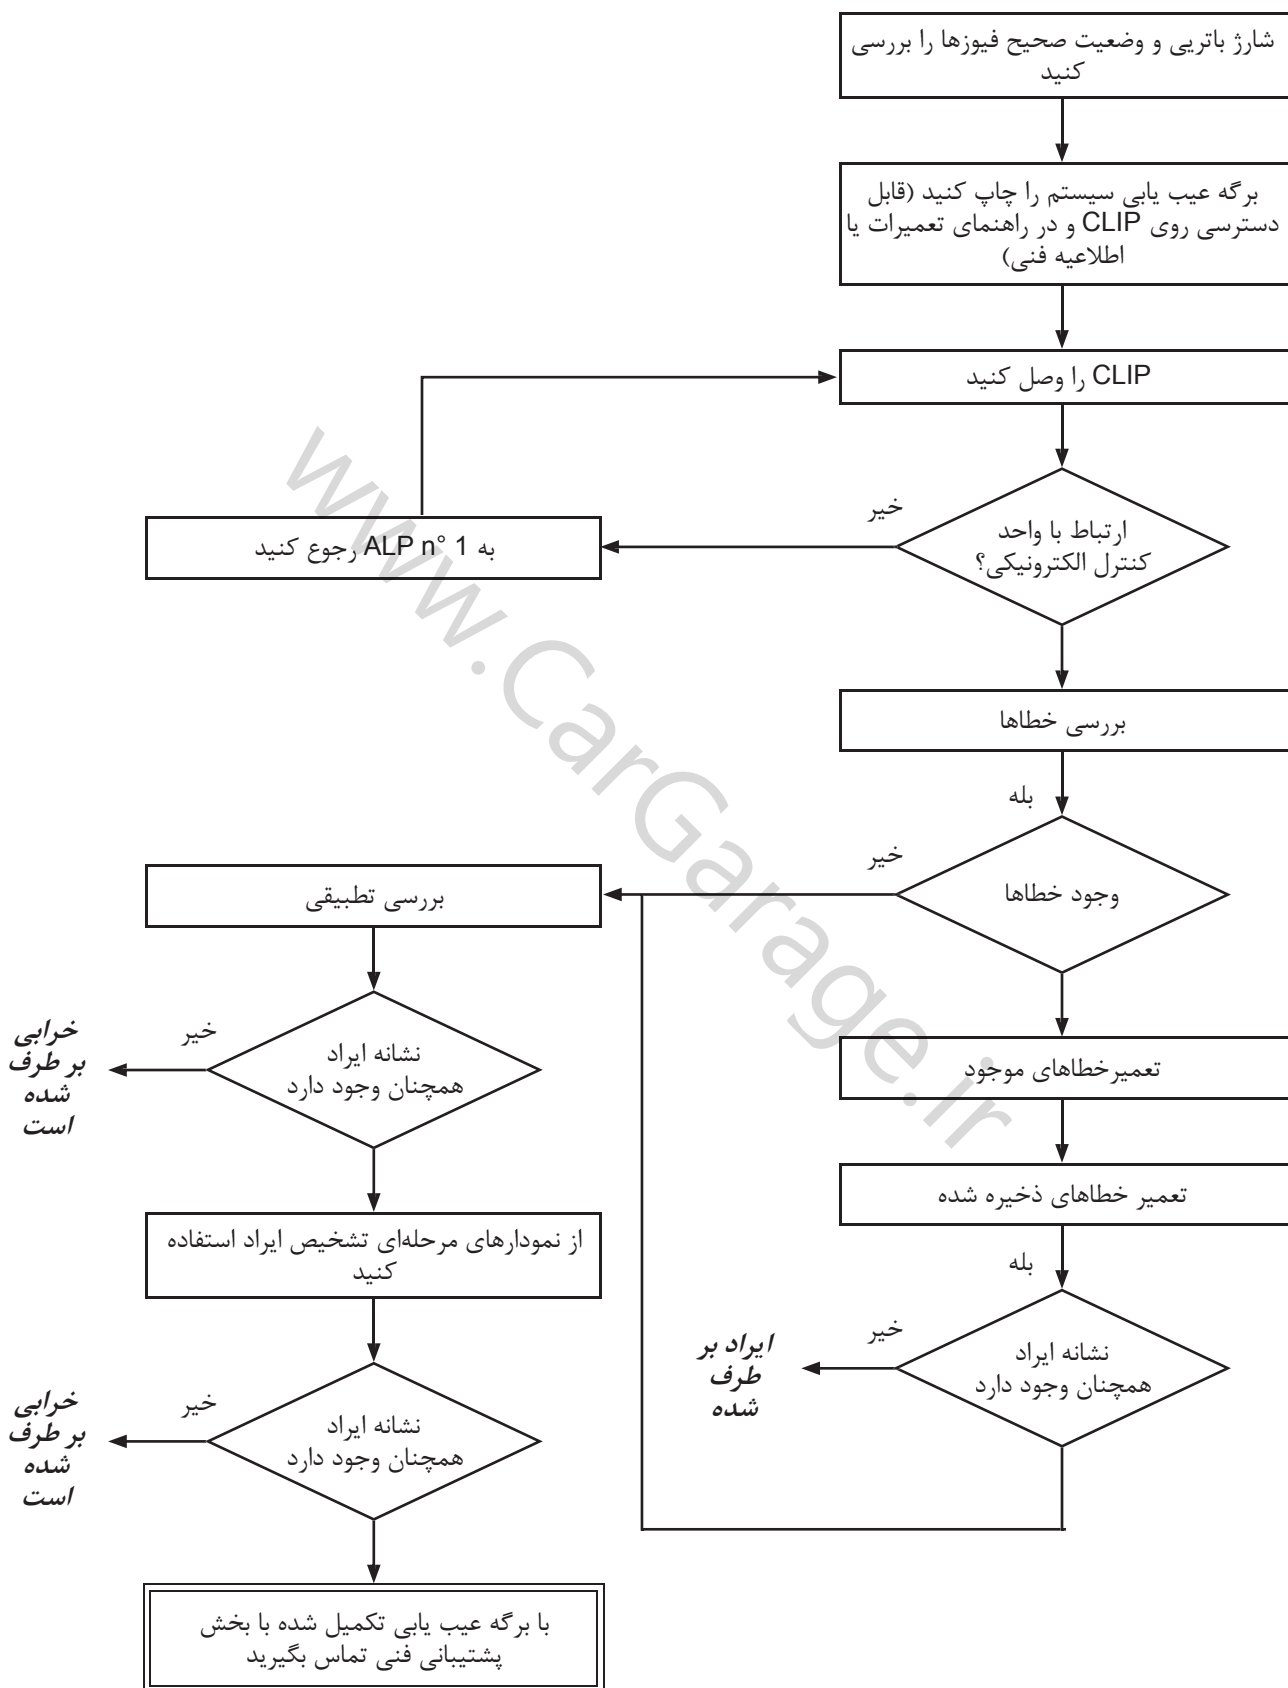 شارژ باتریی و وضعیت صحیح فیوزها را بررسی
کنید
برگه عیب یابی سیستم را چاپ کنید (قابل
دسترسی روی CLIP و در راهنمای تعمیرات یا
اطلاعیه فنی)
CLIP را وصل کنید
خیر
ارتباط با واحد
کنترل الکترونیکی؟
به ALP n° 1 رجوع کنید
بررسی خطاها
بله
خیر
وجود خطاها
بررسی تطبیقی
تعمیرخطاهای موجود
تعمیر خطاهای ذخیره شده
بله
خیر
نشانه ایراد
همچنان وجود دارد
ایراد بر
طرف
شده
خیر
نشانه ایراد
همچنان وجود دارد
خرابی
بر طرف
شده
است
از نمودارهای مرحله‌ای تشخیص ایراد استفاده
کنید
خیر
نشانه ایراد
همچنان وجود دارد
خرابی
بر طرف
شده
است
با برگه عیب یابی تکمیل شده با بخش
پشتیبانی فنی تماس بگیرید
www.CarGarage.ir